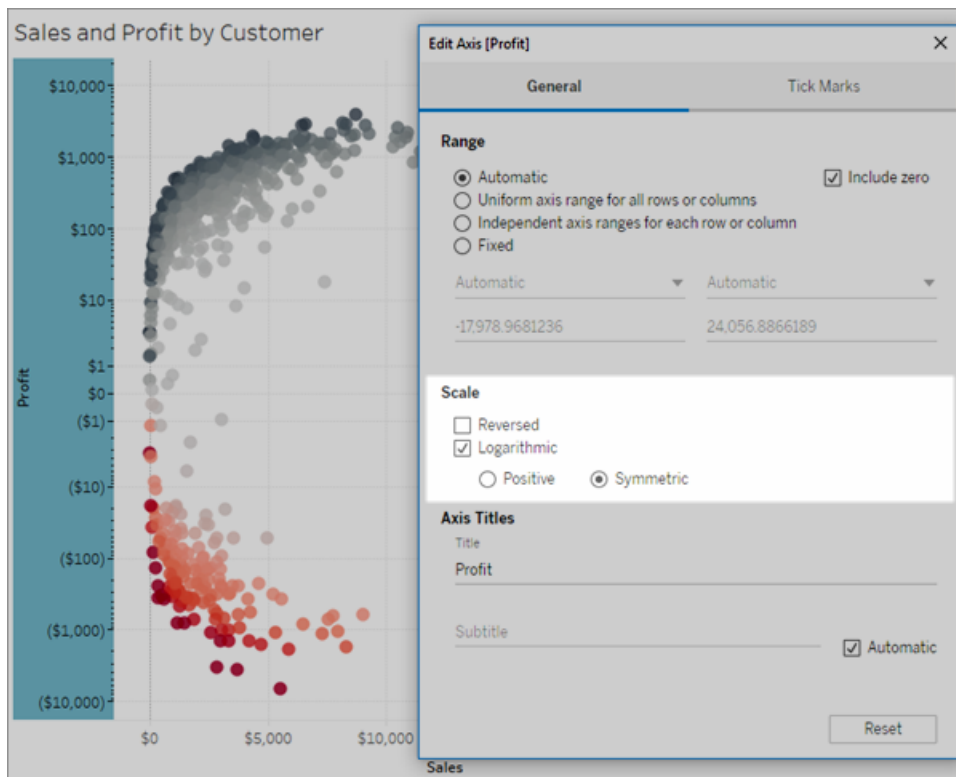 Sales and Profit by Customer
Edit Axis [Profit]
General
Tick Marks
Range
Automatic
Include zero
Uniform axis range for all rows or columns
Independent axis ranges for each row or column
Fixed
Automatic
Automatic
-17,978.9681236
24,056.8866189
Scale
Reversed
Logarithmic
Positive
Symmetric
Axis Titles
Title
Profit
Subtitle
Automatic
Reset
Profit
$10,000
$1,000
$100
$10
$1
$0
($1)
($10)
($100)
($1,000)
($10,000)
$0
$5,000
$10,000
Sales